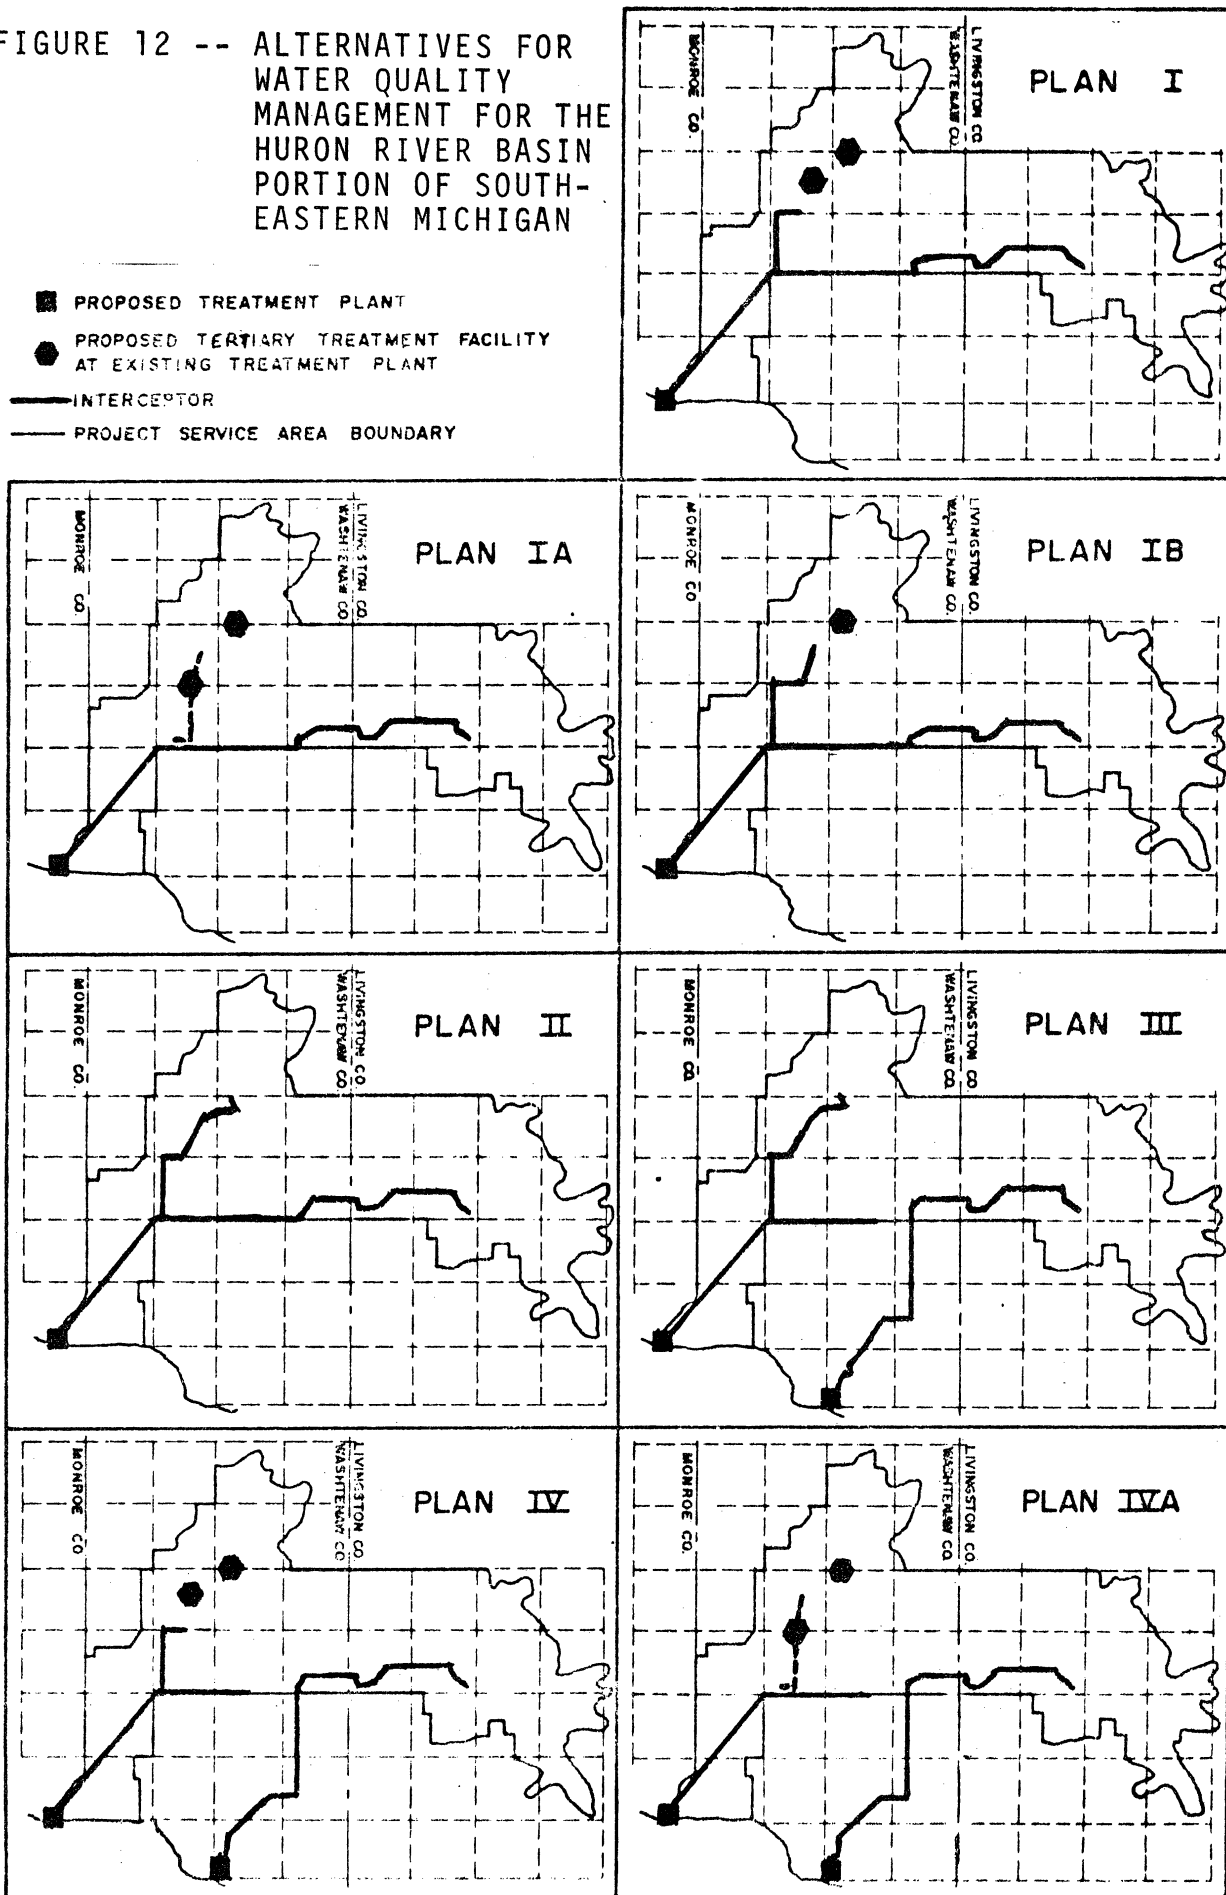 FIGURE 12 -- ALTERNATIVES FOR
WATER QUALITY
MANAGEMENT FOR THE
HURON RIVER BASIN
PORTION OF SOUTH-
EASTERN MICHIGAN
PROPOSED TREATMENT PLANT
PROPOSED TERTIARY TREATMENT FACILITY
AT EXISTING TREATMENT PLANT
INTERCEPTOR
PROJECT SERVICE AREA BOUNDARY
MONROE CO.
LIVINGSTON CO.
WASHTENAW CO.
PLAN I
MONROE CO.
LIVINGSTON CO.
WASHTENAW CO.
PLAN IA
MONROE CO
LIVINGSTON CO.
WASHTENAW CO.
PLAN IB
MONROE CO.
LIVINGSTON CO.
WASHTENAW CO.
PLAN II
MONROE CO.
LIVINGSTON CO.
WASHTENAW CO.
PLAN III
MONROE CO
LIVINGSTON CO.
WASHTENAW CO
PLAN IV
MONROE CO.
LIVINGSTON CO.
WASHTENAW CO.
PLAN IVA